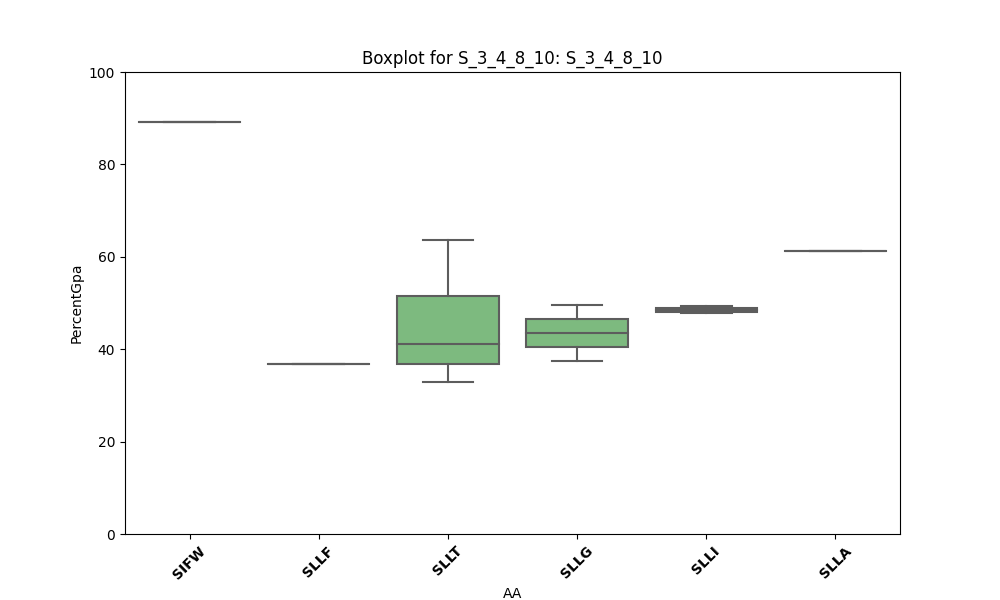 Boxplot for S_3_4_8_10: S_3_4_8_10
100
80
60
40
20
0
PercentGpa
SIFW
SLLF
SLLT
SLLG
SLLI
SLLA
AA